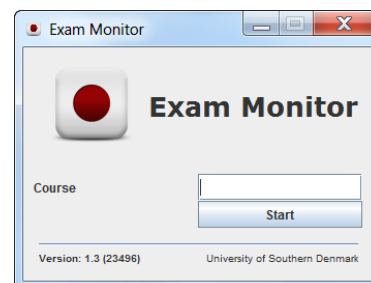 Exam Monitor
Exam Monitor
Course
Start
Version: 1.3 (23496) University of Southern Denmark